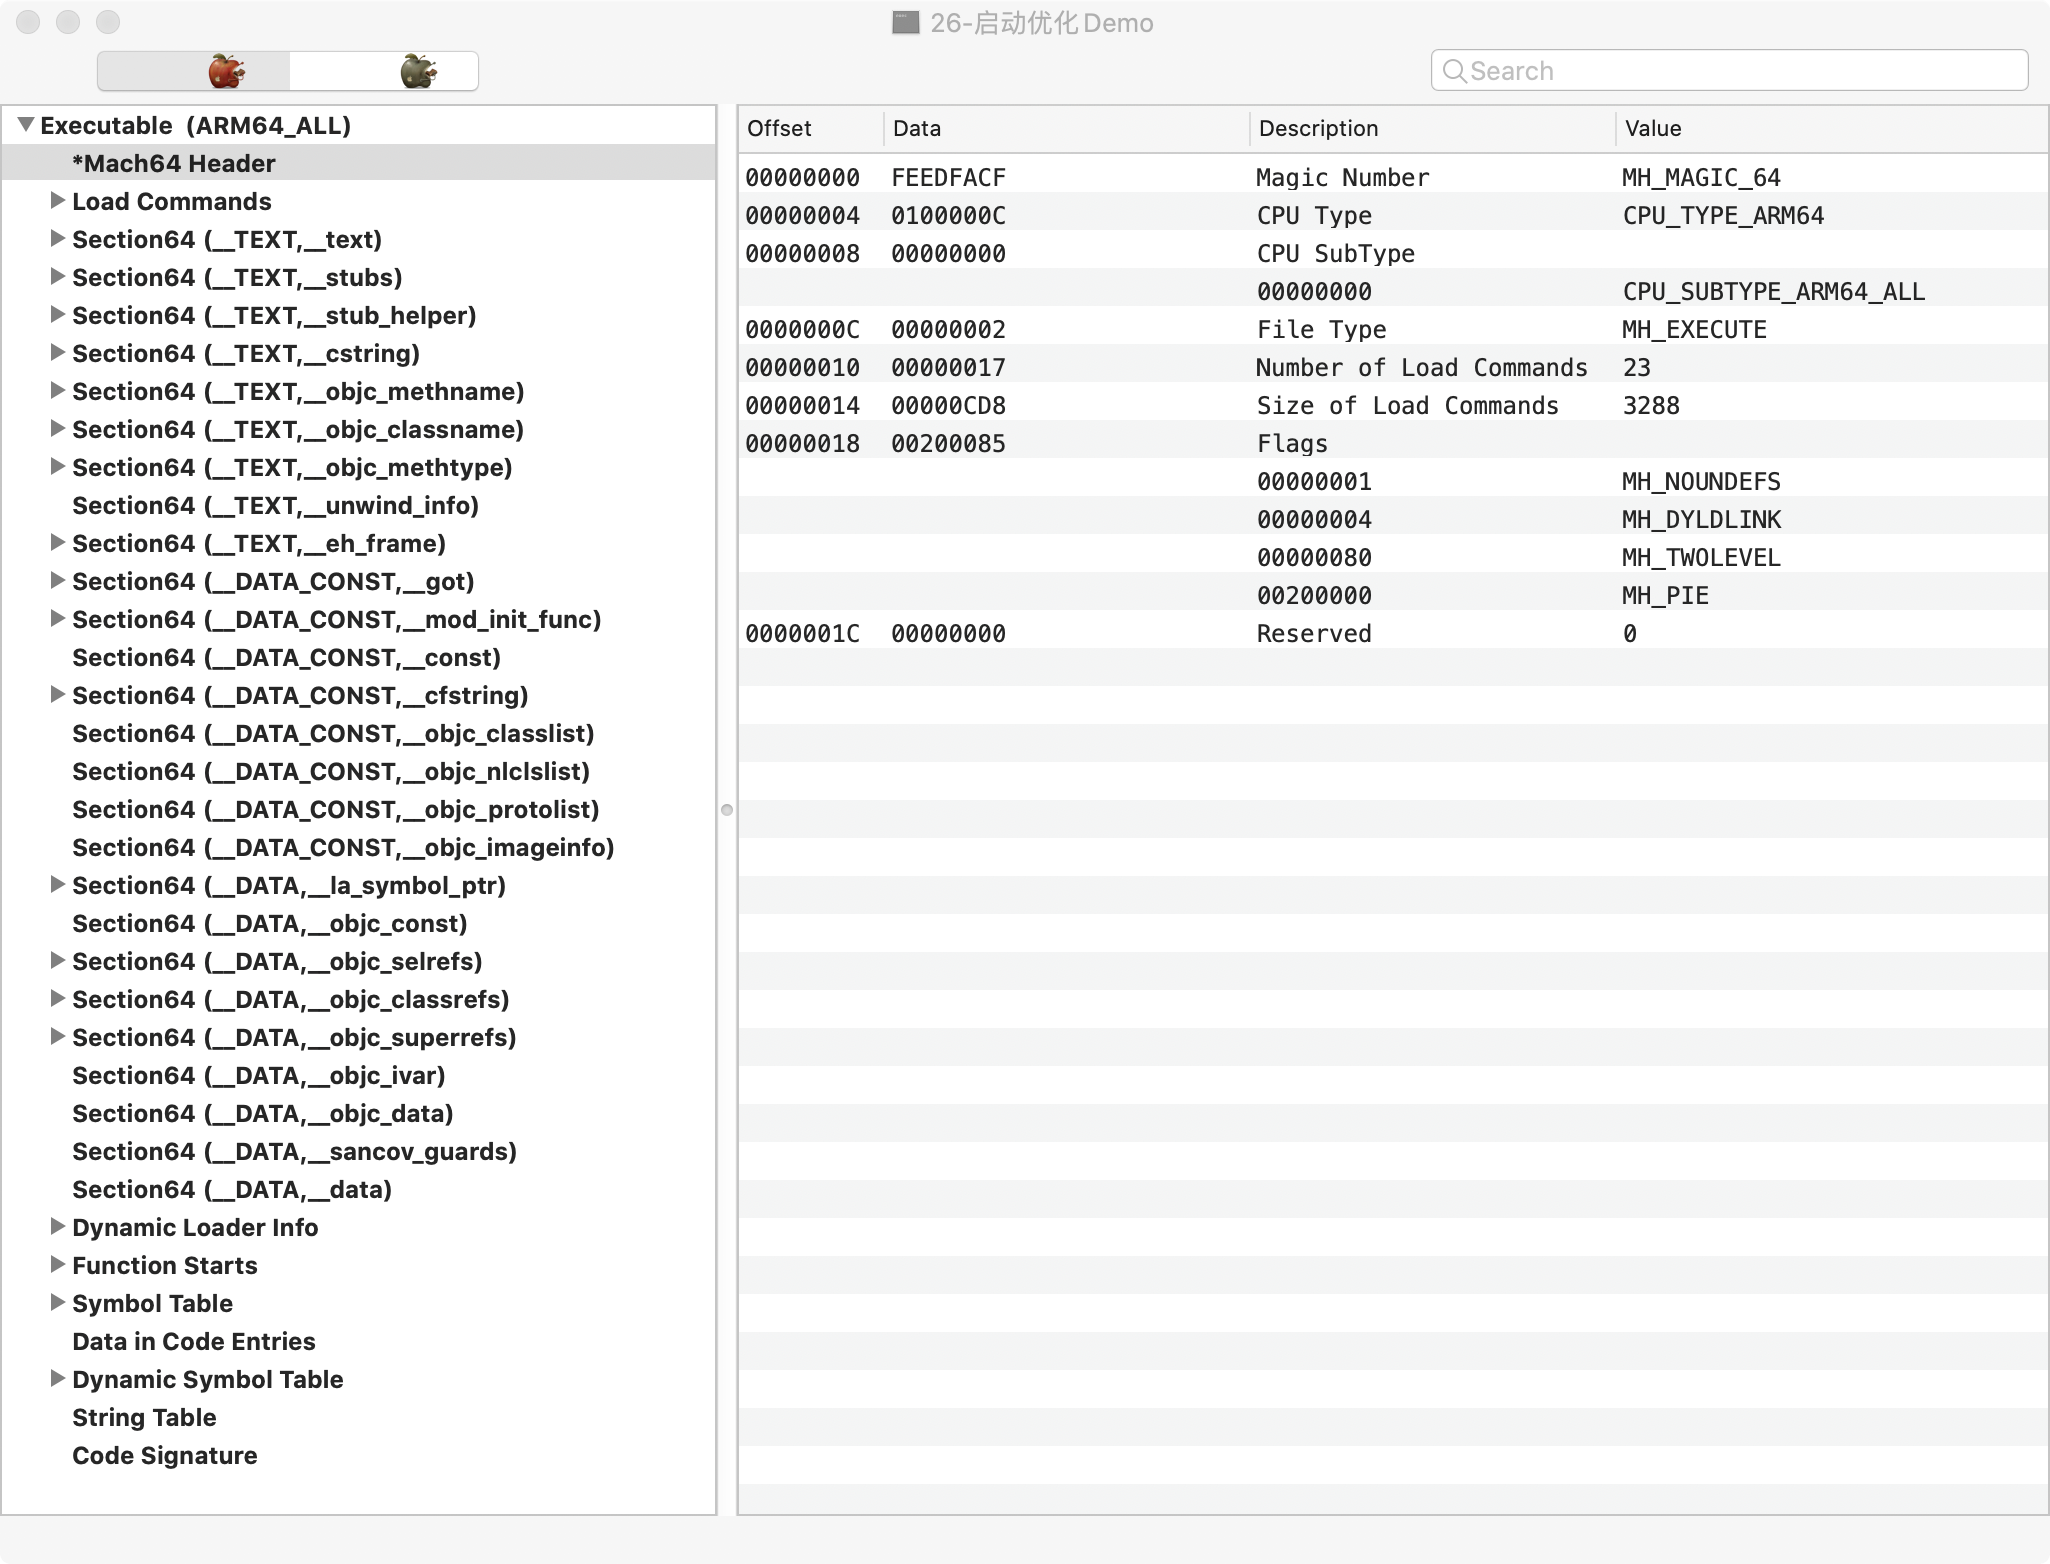 26-启动优化Demo
Search
Executable (ARM64_ALL)
*Mach64 Header
Load Commands
Section64 (__TEXT,__text)
Section64 (__TEXT,__stubs)
Section64 (__TEXT,__stub_helper)
Section64 (__TEXT,__cstring)
Section64 (__TEXT,__objc_methname)
Section64 (__TEXT,__objc_classname)
Section64 (__TEXT,__objc_methtype)
Section64 (__TEXT,__unwind_info)
Section64 (__TEXT,__eh_frame)
Section64 (__DATA_CONST,__got)
Section64 (__DATA_CONST,__mod_init_func)
Section64 (__DATA_CONST,__const)
Section64 (__DATA_CONST,__cfstring)
Section64 (__DATA_CONST,__objc_classlist)
Section64 (__DATA_CONST,__objc_nlclslist)
Section64 (__DATA_CONST,__objc_protolist)
Section64 (__DATA_CONST,__objc_imageinfo)
Section64 (__DATA,__la_symbol_ptr)
Section64 (__DATA,__objc_const)
Section64 (__DATA,__objc_selrefs)
Section64 (__DATA,__objc_classrefs)
Section64 (__DATA,__objc_superrefs)
Section64 (__DATA,__objc_ivar)
Section64 (__DATA,__objc_data)
Section64 (__DATA,__sancov_guards)
Section64 (__DATA,__data)
Dynamic Loader Info
Function Starts
Symbol Table
Data in Code Entries
Dynamic Symbol Table
String Table
Code Signature
Offset Data Description Value
00000000 FEEDFACF Magic Number MH_MAGIC_64
00000004 0100000C CPU Type CPU_TYPE_ARM64
00000008 00000000 CPU SubType
00000000 CPU_SUBTYPE_ARM64_ALL
0000000C 00000002 File Type MH_EXECUTE
00000010 00000017 Number of Load Commands 23
00000014 00000CD8 Size of Load Commands 3288
00000018 00200085 Flags
00000001 MH_NOUNDEFS
00000004 MH_DYLDLINK
00000080 MH_TWOLEVEL
00200000 MH_PIE
0000001C 00000000 Reserved 0